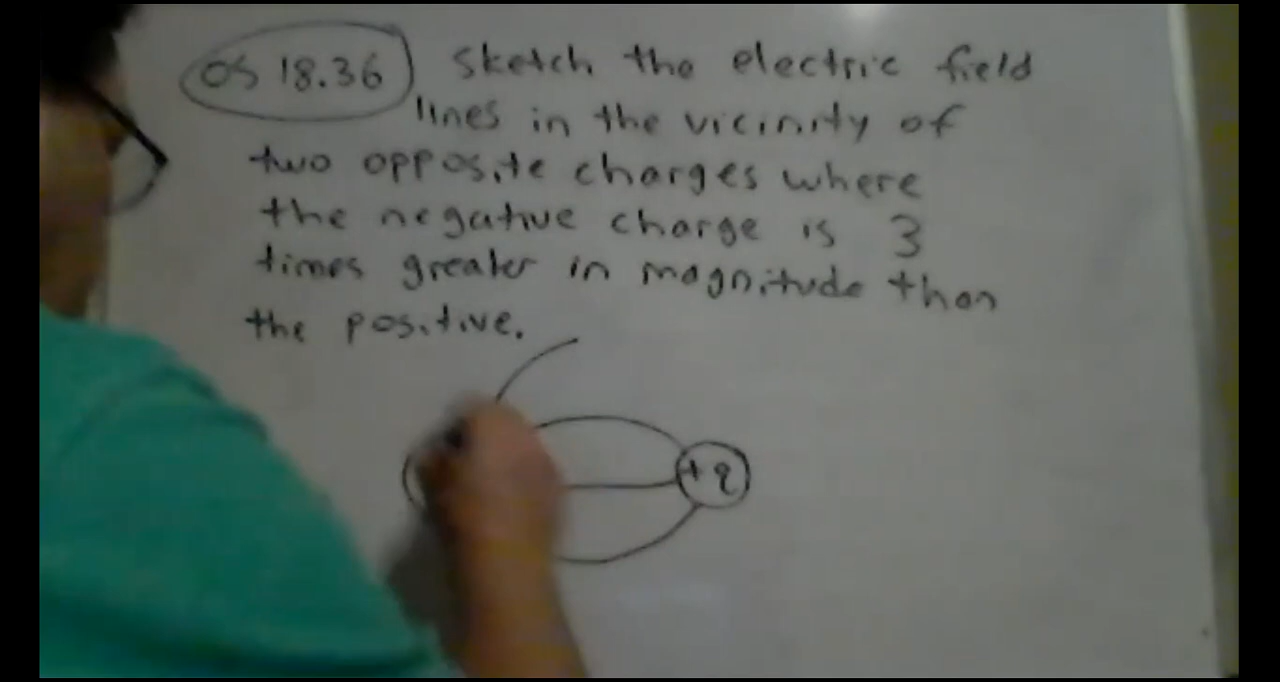 OS 18.36 Sketch the electric field
lines in the vicinity of
two opposite charges where
the negative charge is 3
times greater in magnitude than
the positive.
+q